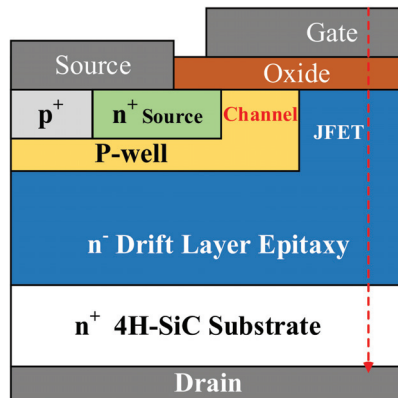 Gate
Source
Oxide
p+
n+ Source
Channel
JFET
P-well
n- Drift Layer Epitaxy
n+ 4H-SiC Substrate
Drain